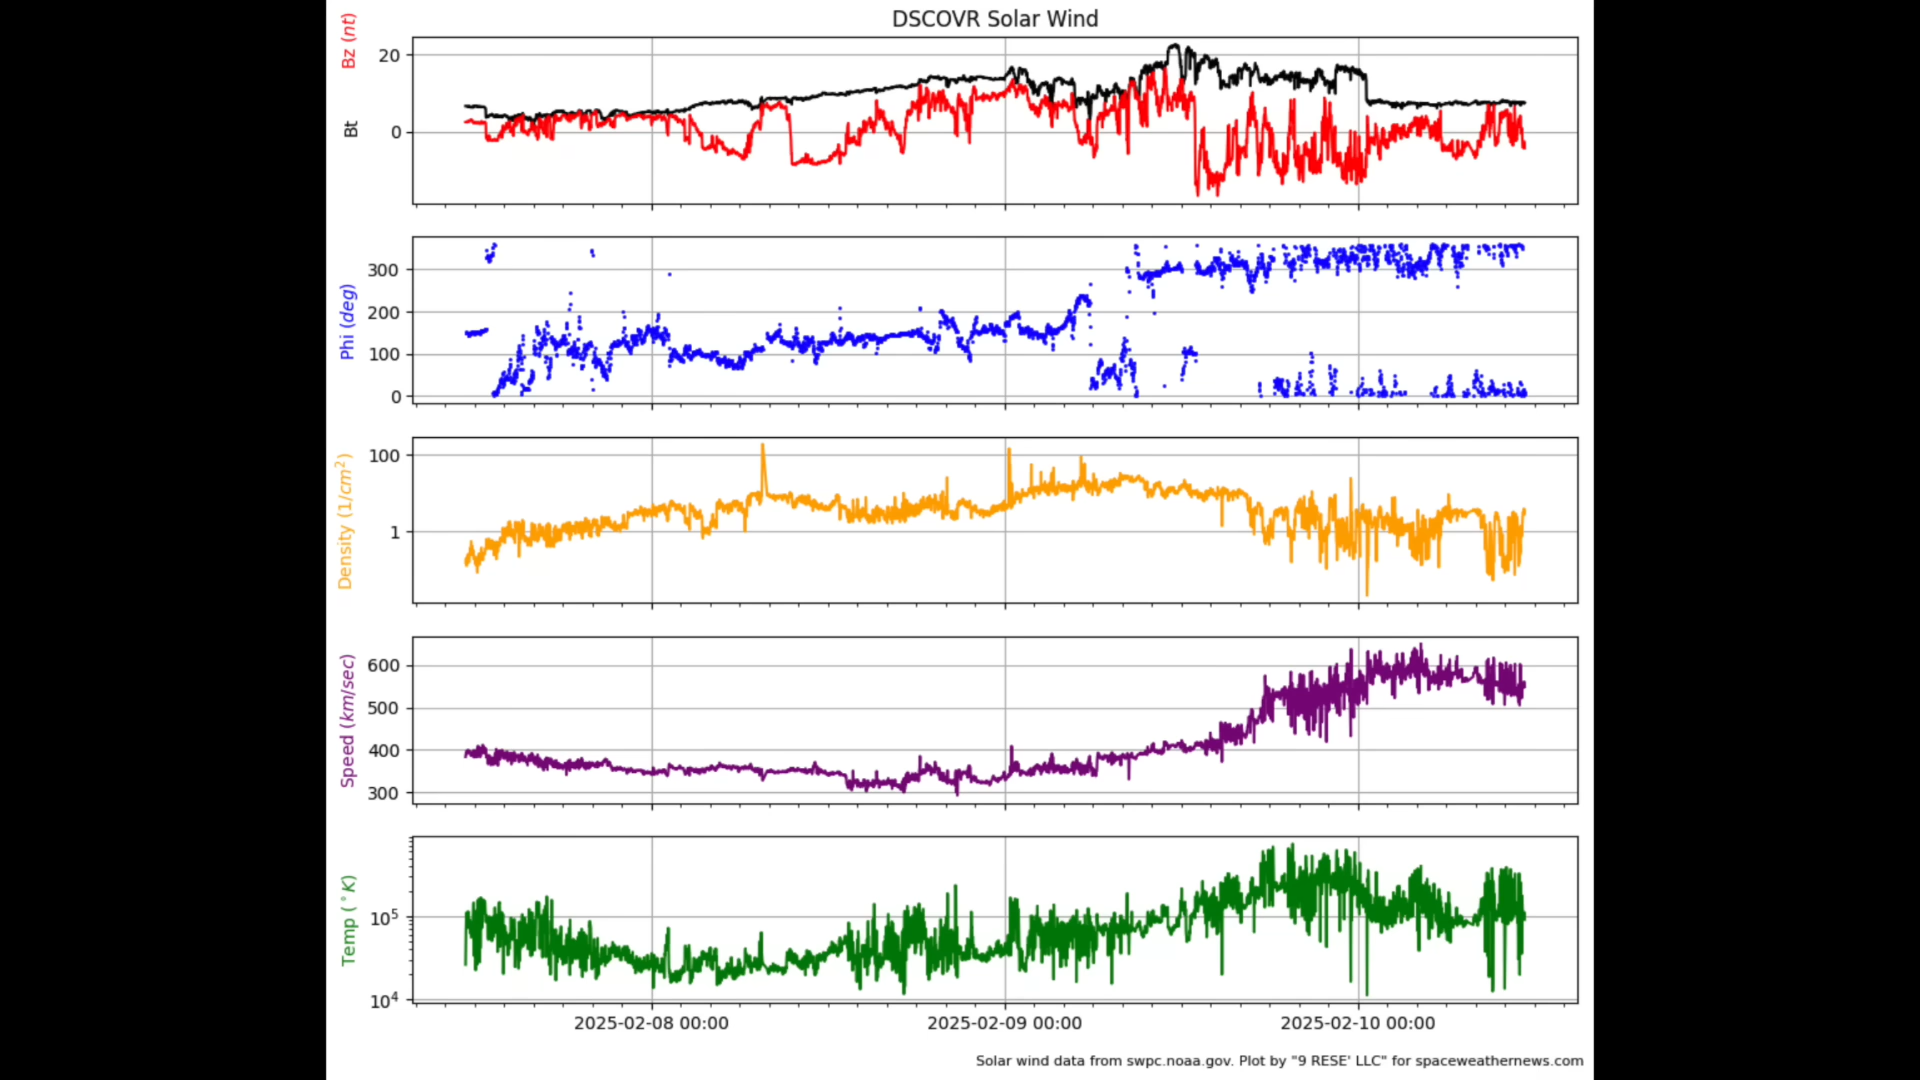 DSCOVR Solar Wind
Bz (nt)
Bt
20
0
Phi (deg)
300
200
100
0
Density (1/cm²)
100
1
Speed (km/sec)
600
500
400
300
Temp (°K)
10⁵
10⁴
2025-02-08 00:00 2025-02-09 00:00 2025-02-10 00:00
Solar wind data from swpc.noaa.gov. Plot by "9 RESE' LLC" for spaceweathernews.com